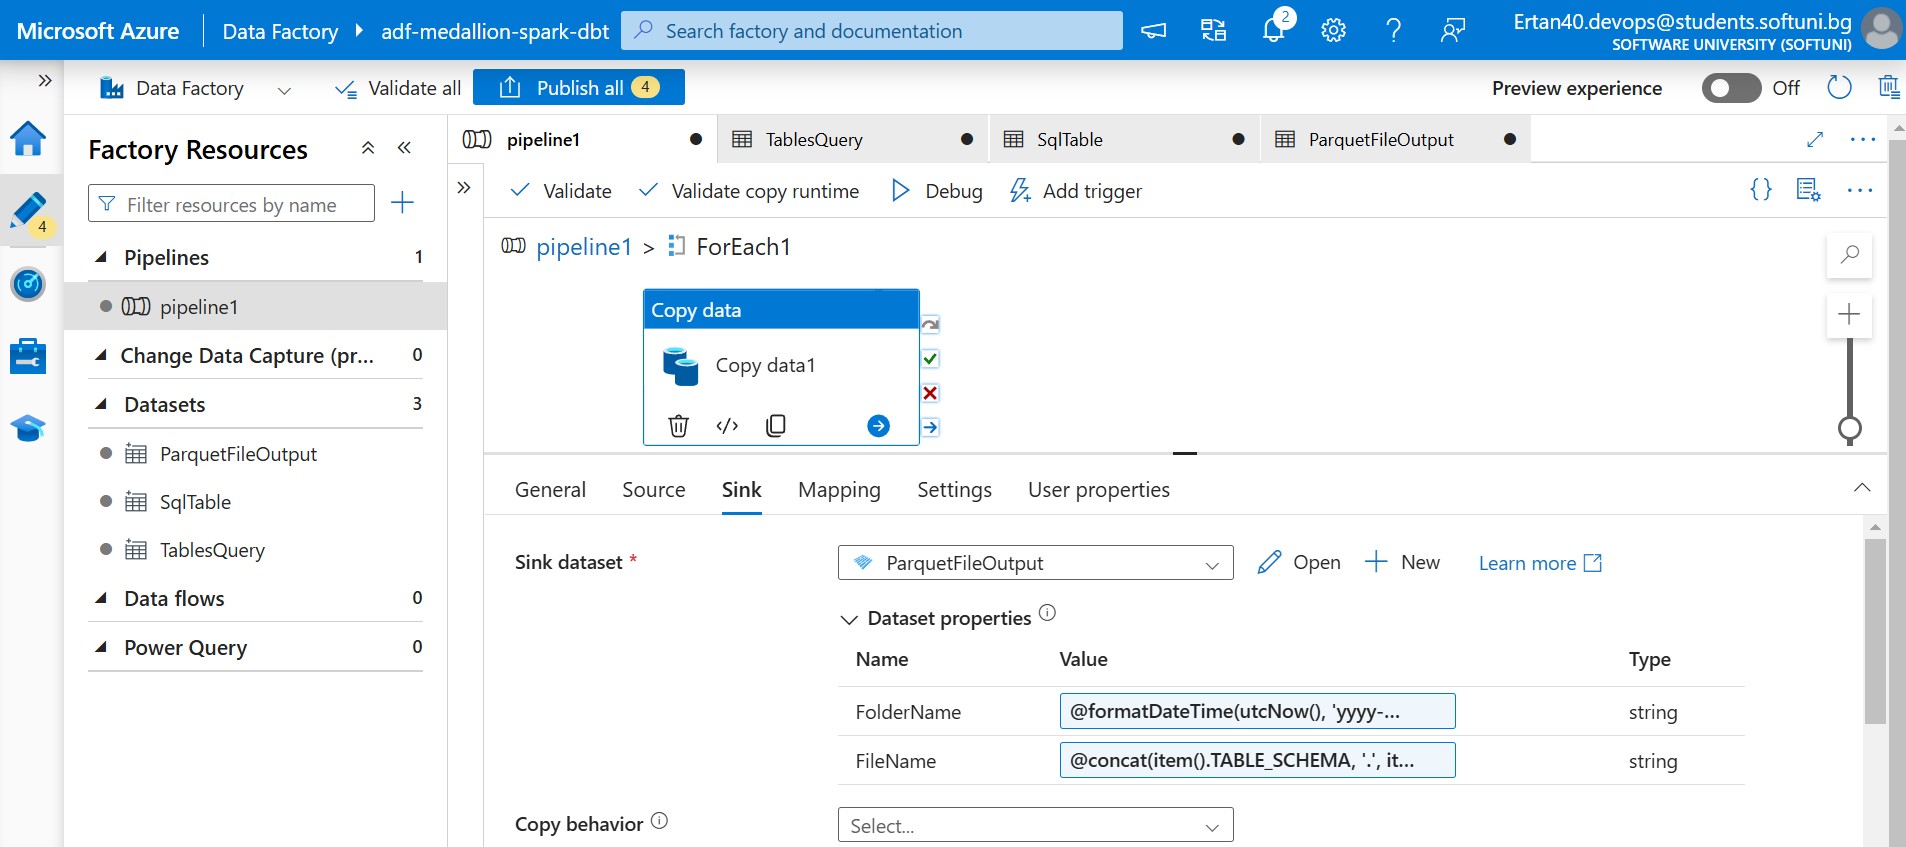 Microsoft Azure
Data Factory
adf-medallion-spark-dbt
Search factory and documentation
2
Ertan40.devops@students.softuni.bg
SOFTWARE UNIVERSITY (SOFTUNI)
Data Factory
Validate all
Publish all 4
Preview experience
Off
4
Factory Resources
Filter resources by name
Pipelines 1
pipeline1
Change Data Capture (pr... 0
Datasets 3
ParquetFileOutput
SqlTable
TablesQuery
Data flows 0
Power Query 0
pipeline1
TablesQuery
SqlTable
ParquetFileOutput
Validate
Validate copy runtime
Debug
Add trigger
{}
pipeline1 > ForEach1
Copy data
Copy data1
General
Source
Sink
Mapping
Settings
User properties
Sink dataset *
ParquetFileOutput
Open
New
Learn more
Dataset properties
Name Value Type
FolderName @formatDateTime(utcNow(), 'yyyy-... string
FileName @concat(item().TABLE_SCHEMA, '.', it... string
Copy behavior
Select...